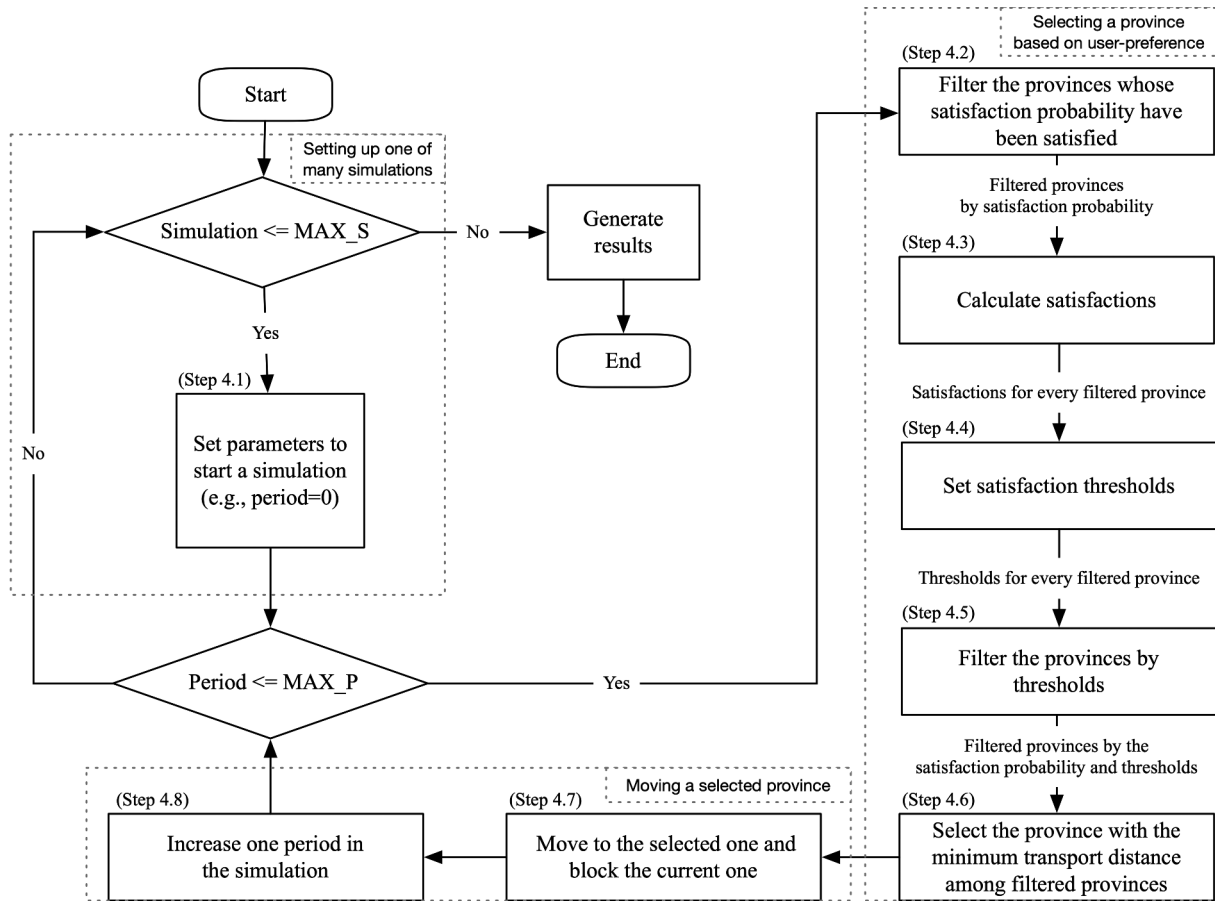 Start
Setting up one of
many simulations
Simulation <= MAX_S
No
Generate
results
End
Yes
(Step 4.1)
Set parameters to
start a simulation
(e.g., period=0)
No
Period <= MAX_P
Yes
Selecting a province
based on user-preference
(Step 4.2)
Filter the provinces whose
satisfaction probability have
been satisfied
Filtered provinces
by satisfaction probability
(Step 4.3)
Calculate satisfactions
Satisfactions for every filtered province
(Step 4.4)
Set satisfaction thresholds
Thresholds for every filtered province
(Step 4.5)
Filter the provinces by
thresholds
Filtered provinces by the
satisfaction probability and thresholds
(Step 4.6)
Select the province with the
minimum transport distance
among filtered provinces
Moving a selected province
(Step 4.7)
Move to the selected one and
block the current one
(Step 4.8)
Increase one period in
the simulation